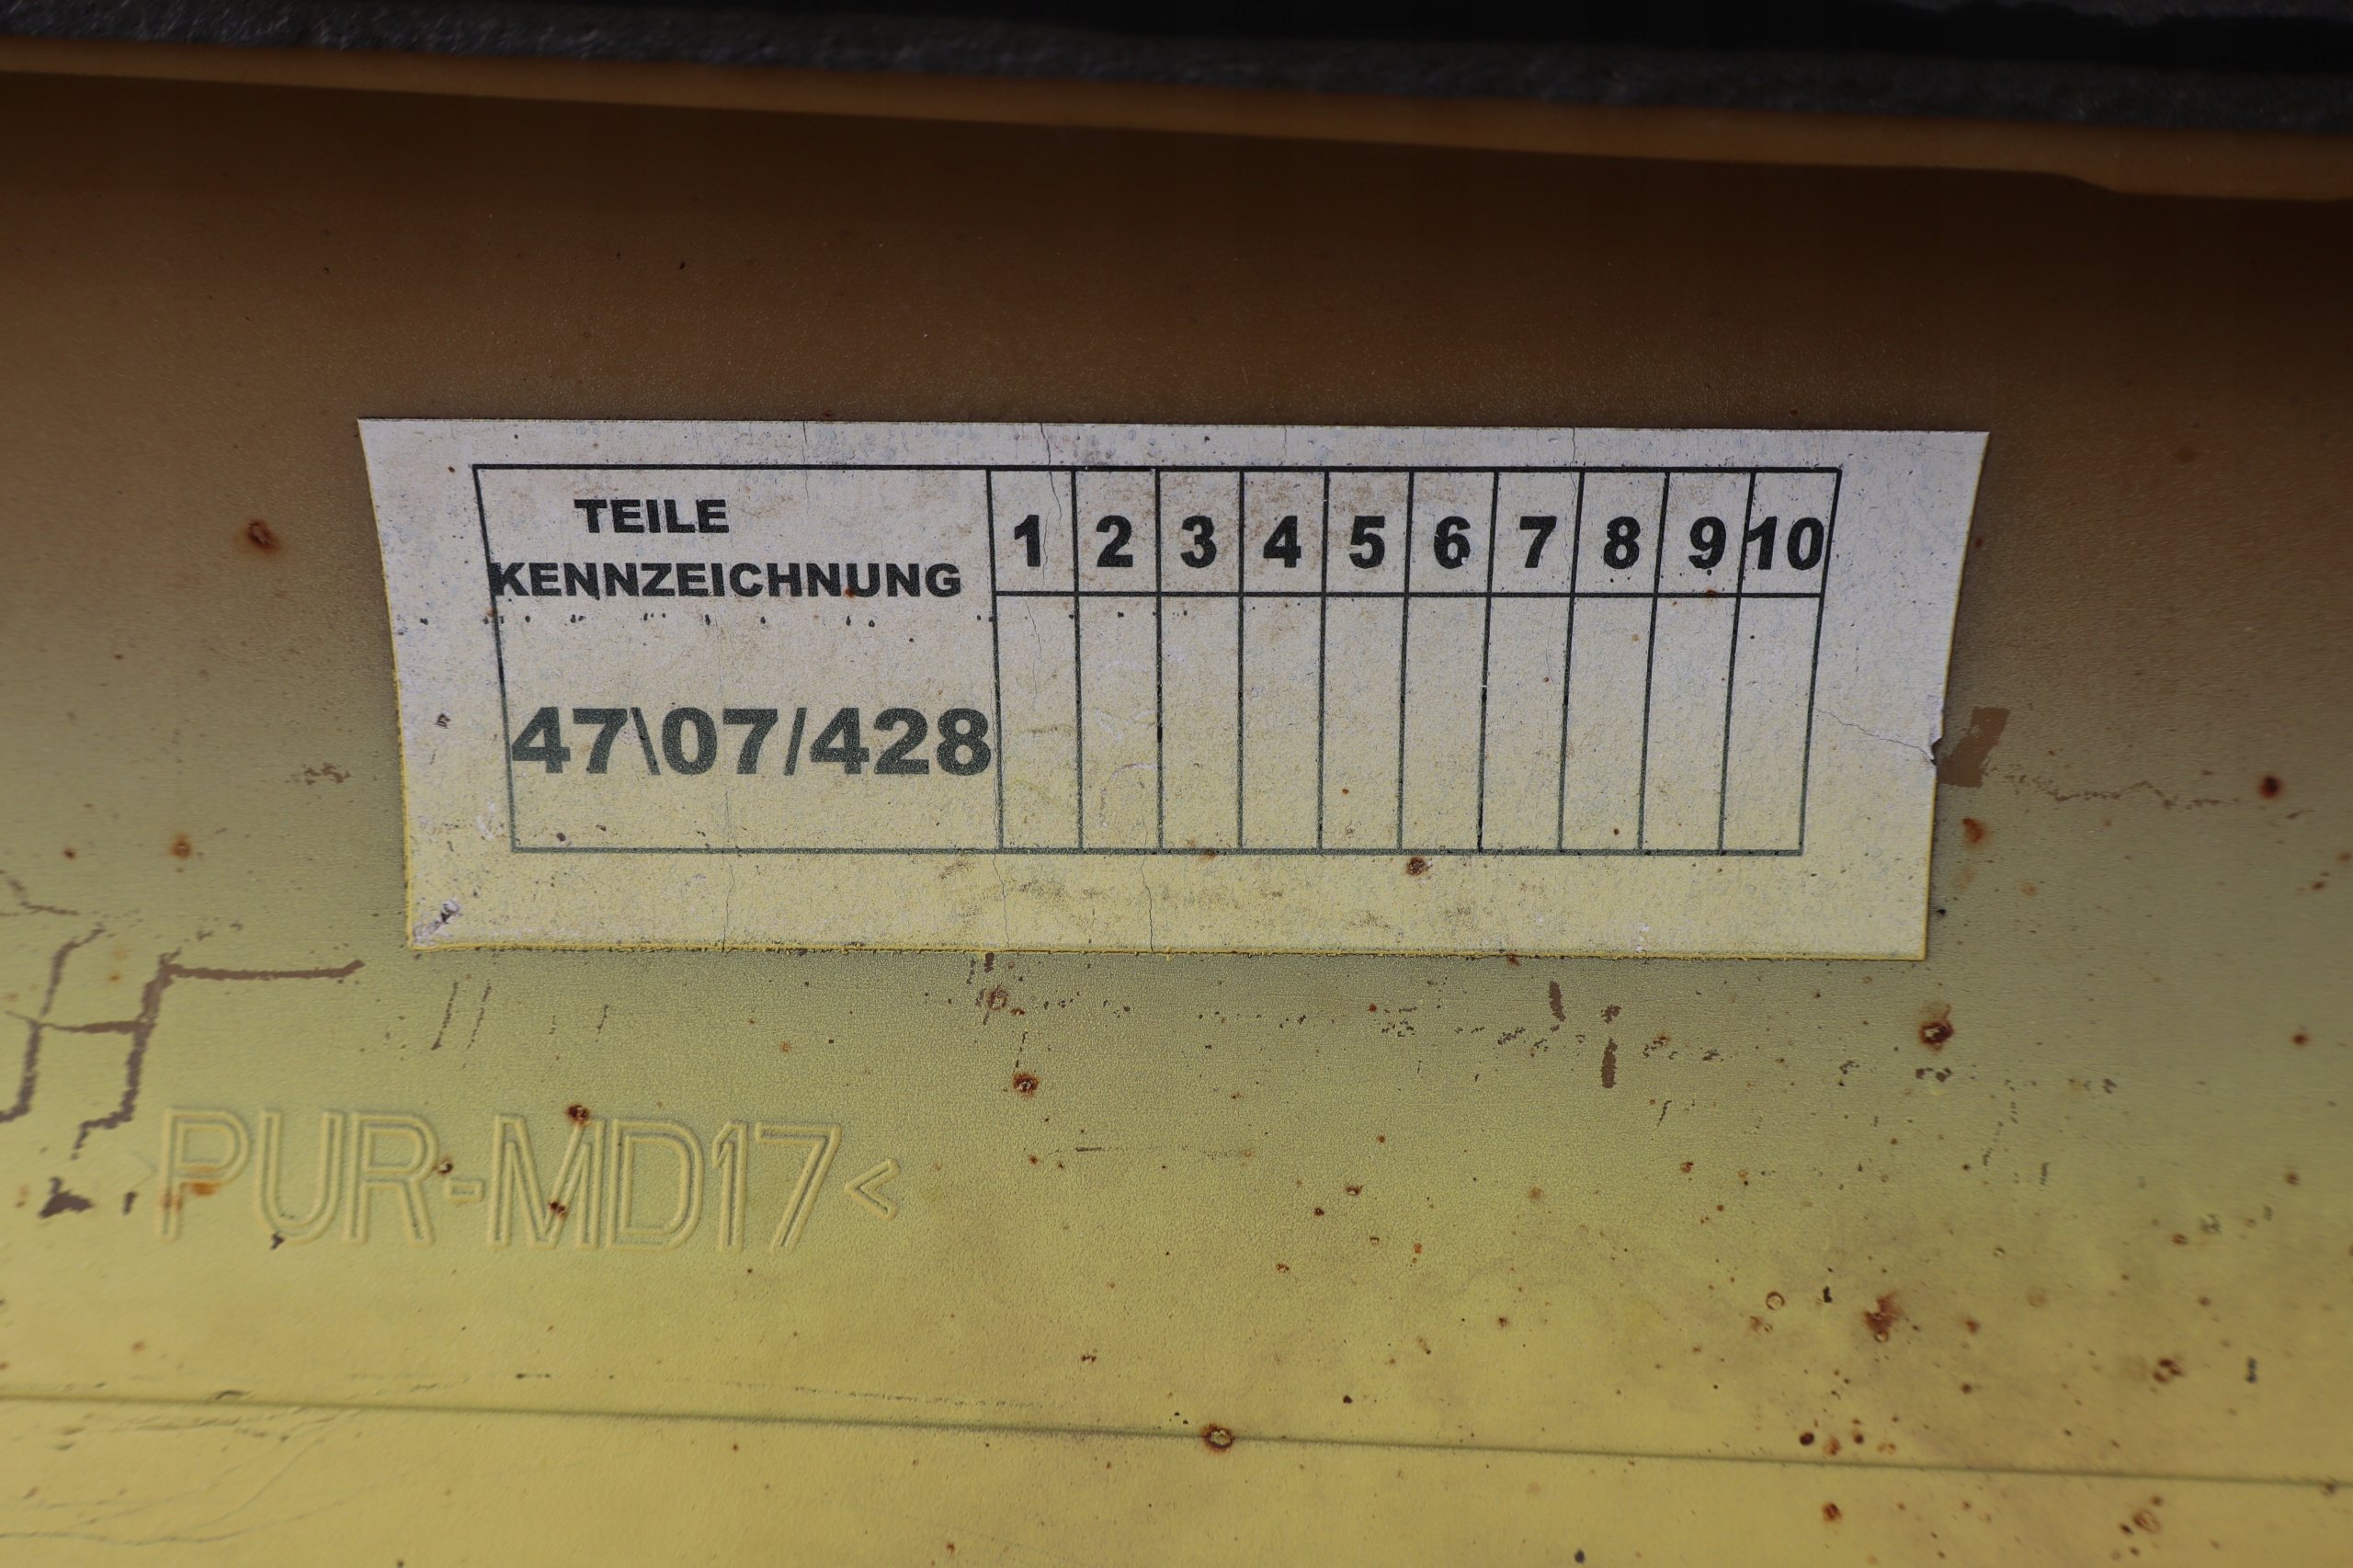 TEILE
KENNZEICHNUNG
1 2 3 4 5 6 7 8 9 10
47\07/428
>PUR-MD17<